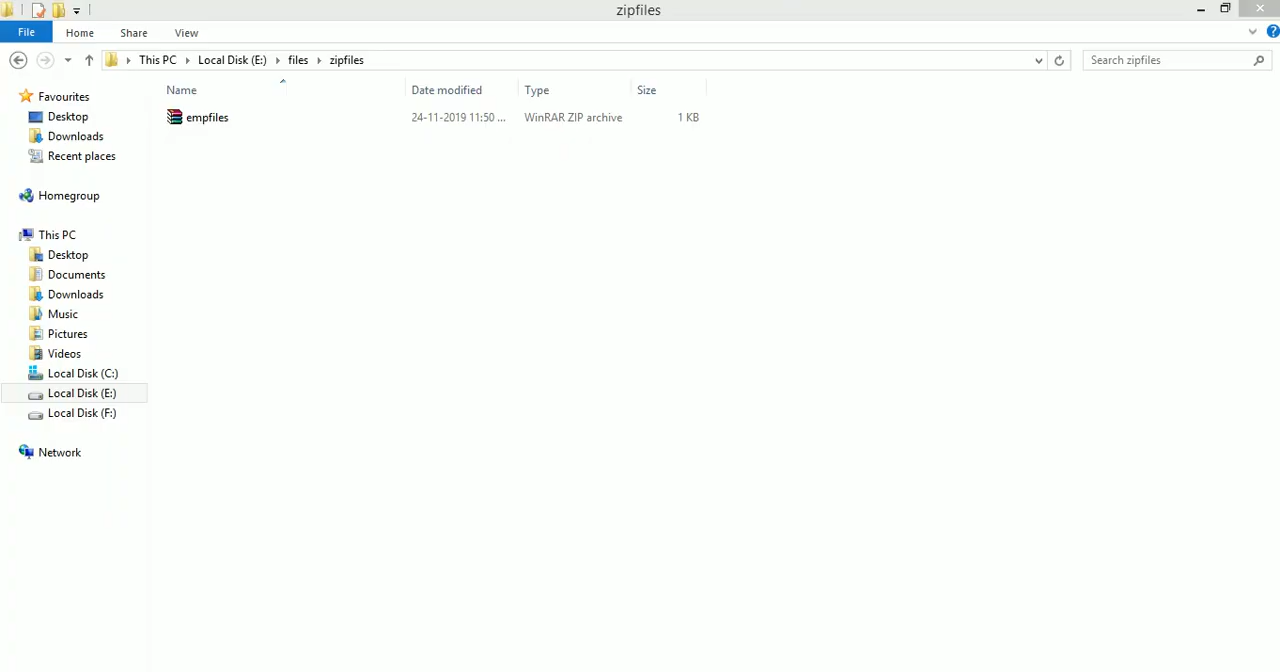 zipfiles
File Home Share View
This PC Local Disk (E:) files zipfiles Search zipfiles
Name Date modified Type Size
empfiles 24-11-2019 11:50 ... WinRAR ZIP archive 1 KB
Favourites
Desktop
Downloads
Recent places
Homegroup
This PC
Desktop
Documents
Downloads
Music
Pictures
Videos
Local Disk (C:)
Local Disk (E:)
Local Disk (F:)
Network